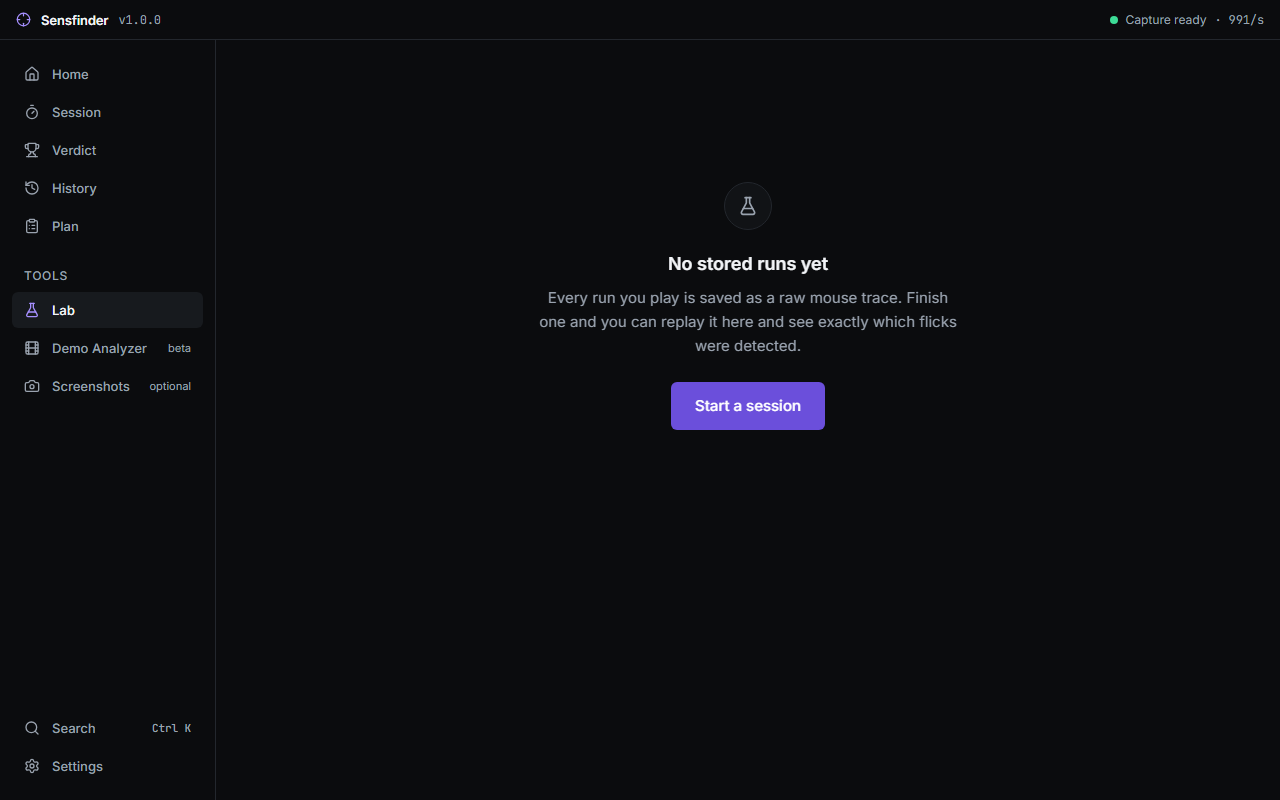 Sensfinder v1.0.0
Capture ready · 991/s
Home
Session
Verdict
History
Plan
TOOLS
Lab
Demo Analyzer beta
Screenshots optional
Search Ctrl K
Settings
No stored runs yet
Every run you play is saved as a raw mouse trace. Finish
one and you can replay it here and see exactly which flicks
were detected.
Start a session